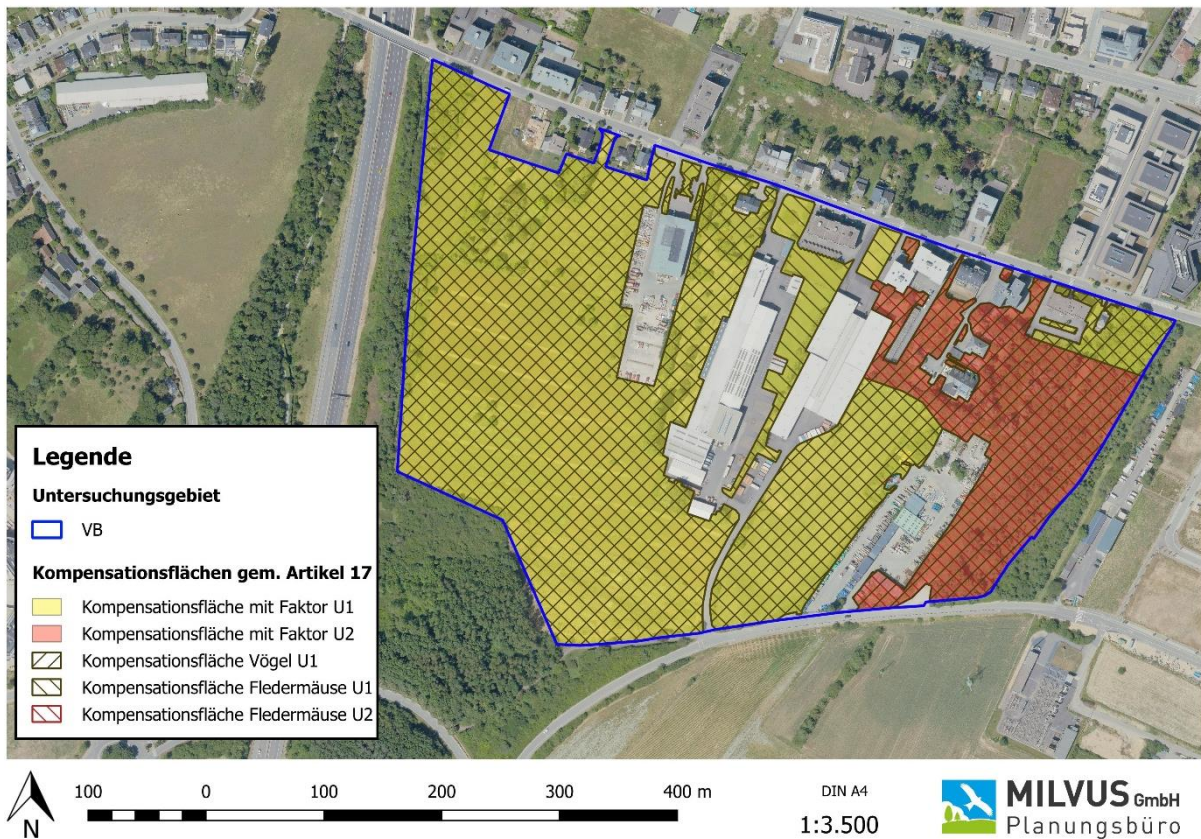 Legende
Untersuchungsgebiet
VB
Kompensationsflächen gem. Artikel 17
Kompensationsfläche mit Faktor U1
Kompensationsfläche mit Faktor U2
Kompensationsfläche Vögel U1
Kompensationsfläche Fledermäuse U1
Kompensationsfläche Fledermäuse U2
N
100 0 100 200 300 400 m
DIN A4
1:3.500
MILVUS GmbH
Planungsbüro